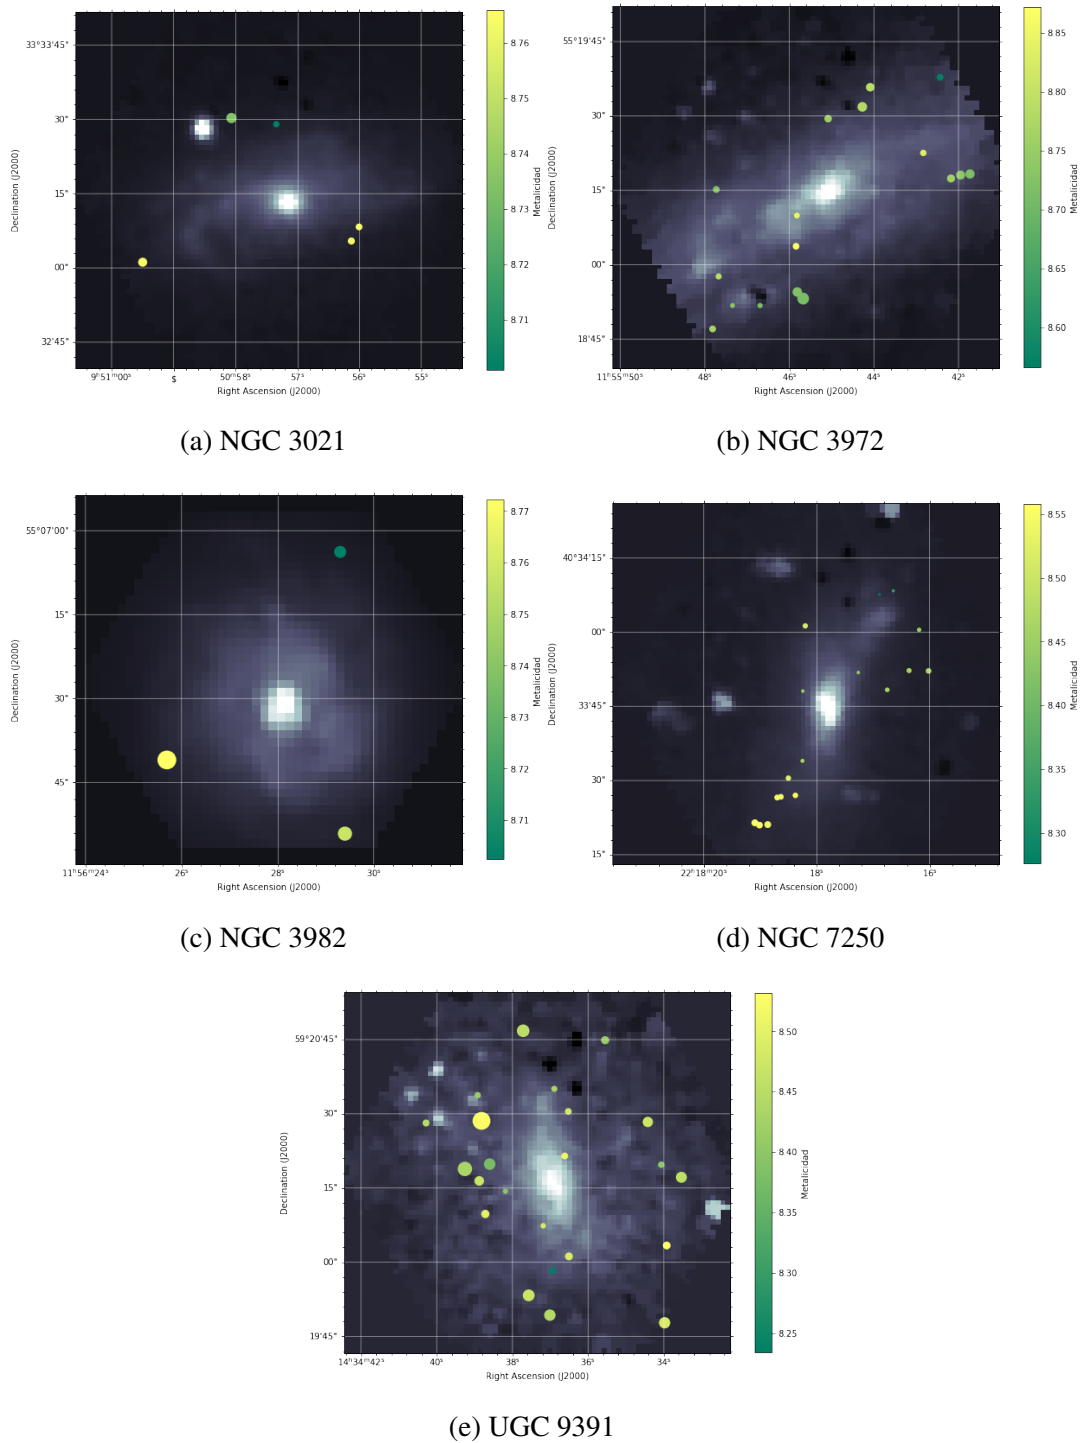 33°33'45"
30"
15"
00"
32'45"
Declination (J2000)
9ʰ51ᵐ00ˢ
$
50ᵐ58ˢ
57ˢ
56ˢ
55ˢ
Right Ascension (J2000)
8.76
8.75
8.74
8.73
8.72
8.71
Metalicidad
(a) NGC 3021
55°19'45"
30"
15"
00"
18'45"
Declination (J2000)
11ʰ55ᵐ50ˢ
48ˢ
46ˢ
44ˢ
42ˢ
Right Ascension (J2000)
8.85
8.80
8.75
8.70
8.65
8.60
Metalicidad
(b) NGC 3972
55°07'00"
15"
30"
45"
Declination (J2000)
11ʰ56ᵐ24ˢ
26ˢ
28ˢ
30ˢ
Right Ascension (J2000)
8.77
8.76
8.75
8.74
8.73
8.72
8.71
Metalicidad
(c) NGC 3982
40°34'15"
00"
33'45"
30"
15"
Declination (J2000)
22ʰ18ᵐ20ˢ
18ˢ
16ˢ
Right Ascension (J2000)
8.55
8.50
8.45
8.40
8.35
8.30
Metalicidad
(d) NGC 7250
59°20'45"
30"
15"
00"
19'45"
Declination (J2000)
14ʰ34ᵐ42ˢ
40ˢ
38ˢ
36ˢ
34ˢ
Right Ascension (J2000)
8.50
8.45
8.40
8.35
8.30
8.25
Metalicidad
(e) UGC 9391